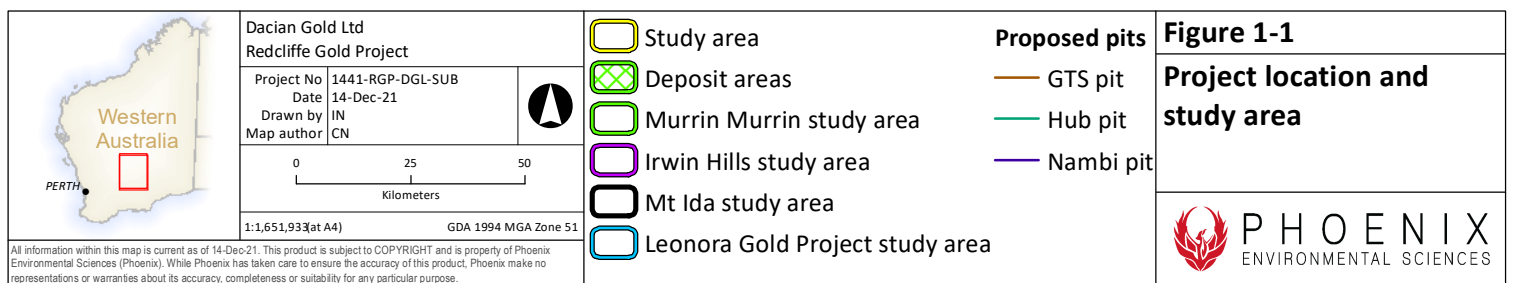 Western
Australia
PERTH
Dacian Gold Ltd
Redcliffe Gold Project
Project No 1441-RGP-DGL-SUB
Date 14-Dec-21
Drawn by IN
Map author CN
0 25 50
Kilometers
1:1,651,933(at A4) GDA 1994 MGA Zone 51
All information within this map is current as of 14-Dec-21. This product is subject to COPYRIGHT and is property of Phoenix
Environmental Sciences (Phoenix). While Phoenix has taken care to ensure the accuracy of this product, Phoenix make no
representations or warranties about its accuracy, completeness or suitability for any particular purpose.
Study area
Deposit areas
Murrin Murrin study area
Irwin Hills study area
Mt Ida study area
Leonora Gold Project study area
Proposed pits
GTS pit
Hub pit
Nambi pit
Figure 1-1
Project location and
study area
PHOENIX
ENVIRONMENTAL SCIENCES